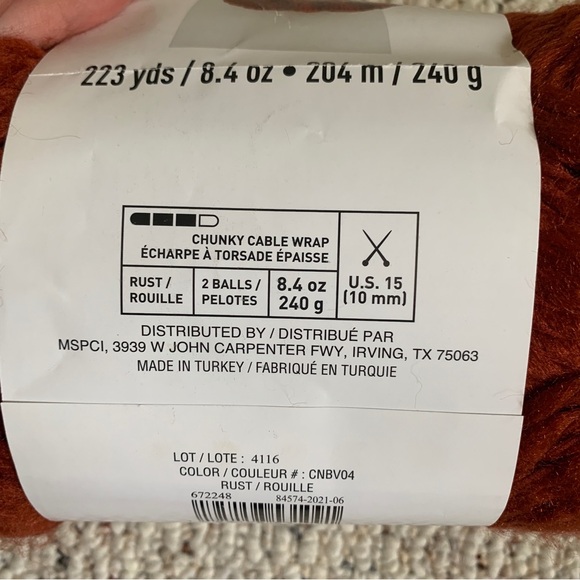 223 yds / 8.4 oz • 204 m / 240 g
CHUNKY CABLE WRAP
ÉCHARPE À TORSADE ÉPAISSE
RUST /
ROUILLE
2 BALLS /
PELOTES
8.4 oz
240 g
U.S. 15
(10 mm)
DISTRIBUTED BY / DISTRIBUÉ PAR
MSPCI, 3939 W JOHN CARPENTER FWY, IRVING, TX 75063
MADE IN TURKEY / FABRIQUÉ EN TURQUIE
LOT / LOTE : 4116
COLOR / COULEUR # : CNBV04
RUST / ROUILLE
672248 84574-2021-06